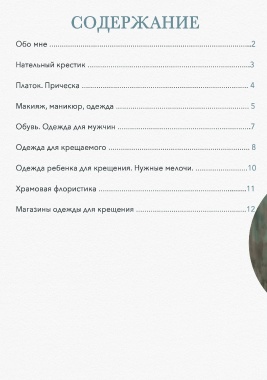 СОДЕРЖАНИЕ
Обо мне ........................................................................2
Нательный крестик ..........................................................3
Платок. Прическа ............................................................ 4
Макияж, маникюр, одежда ................................................ 5
Обувь. Одежда для мужчин ...............................................7
Одежда для крещаемого .................................................. 8
Одежда ребенка для крещения. Нужные мелочи. ....................10
Храмовая флористика .....................................................11
Магазины одежды для крещения ........................................12